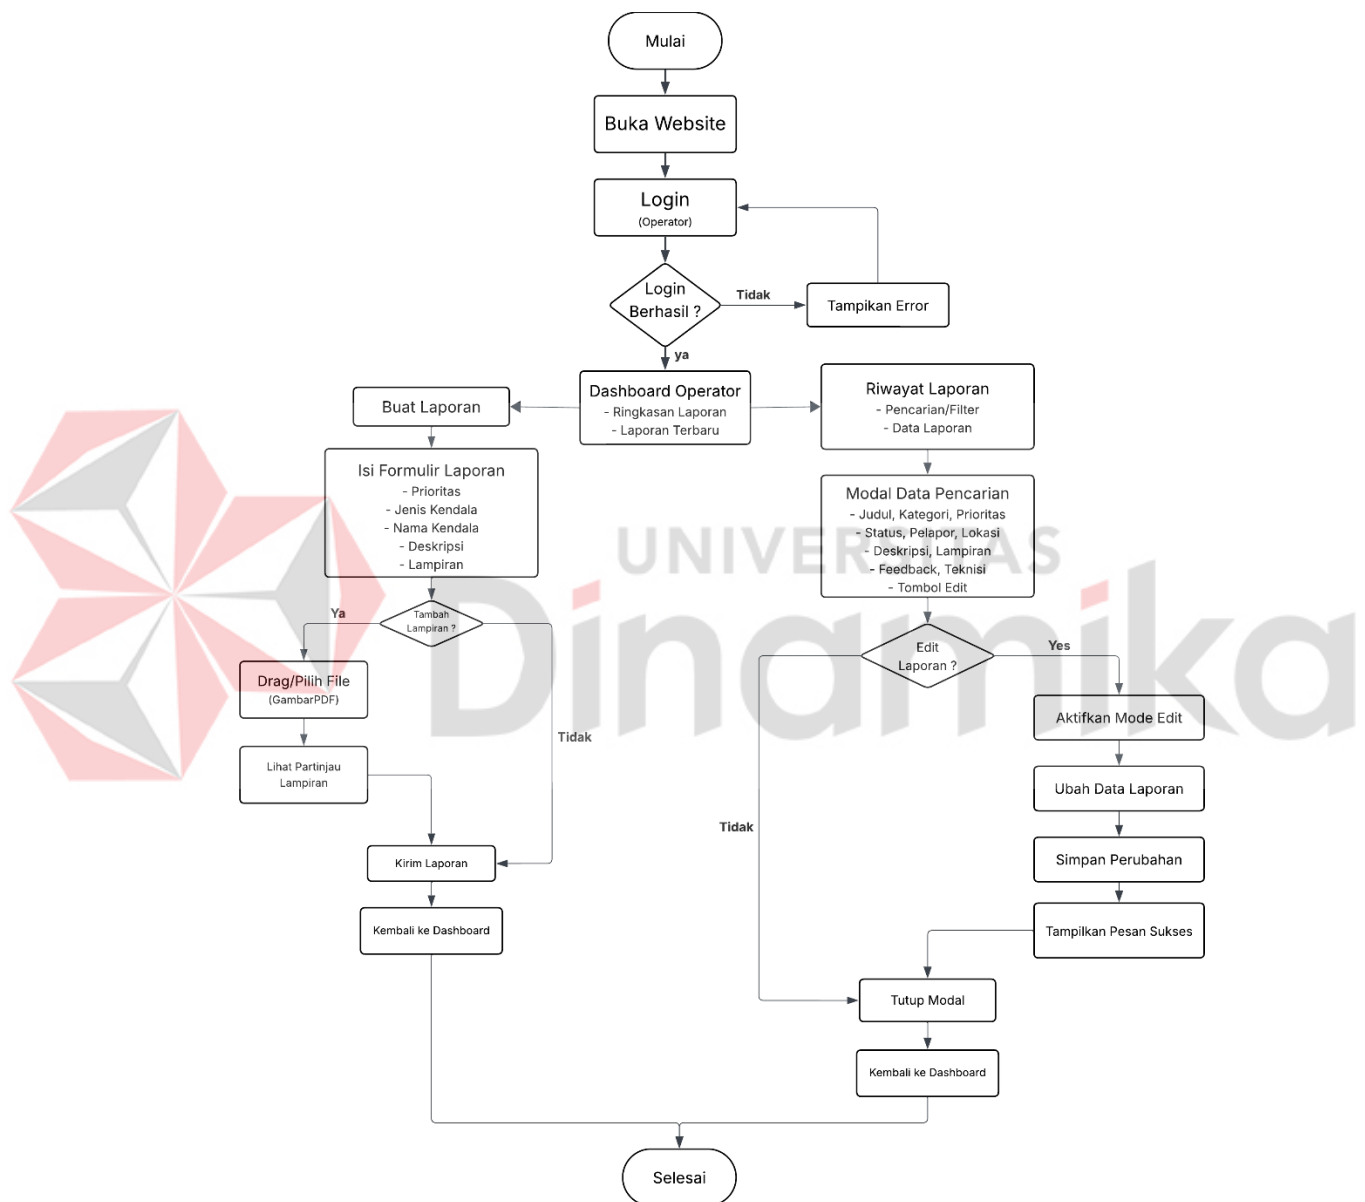 Mulai
Buka Website
Login
(Operator)
Login
Berhasil ?
Tidak
Tampikan Error
ya
Dashboard Operator
- Ringkasan Laporan
- Laporan Terbaru
Buat Laporan
Isi Formulir Laporan
- Prioritas
- Jenis Kendala
- Nama Kendala
- Deskripsi
- Lampiran
Tambah
Lampiran ?
Ya
Drag/Pilih File
(GambarPDF)
Lihat Partinjau
Lampiran
Tidak
Kirim Laporan
Kembali ke Dashboard
Riwayat Laporan
- Pencarian/Filter
- Data Laporan
Modal Data Pencarian
- Judul, Kategori, Prioritas
- Status, Pelapor, Lokasi
- Deskripsi, Lampiran
- Feedback, Teknisi
- Tombol Edit
Edit
Laporan ?
Yes
Aktifkan Mode Edit
Ubah Data Laporan
Simpan Perubahan
Tampilkan Pesan Sukses
Tidak
Tutup Modal
Kembali ke Dashboard
Selesai
UNIVERSITAS
Dinamika